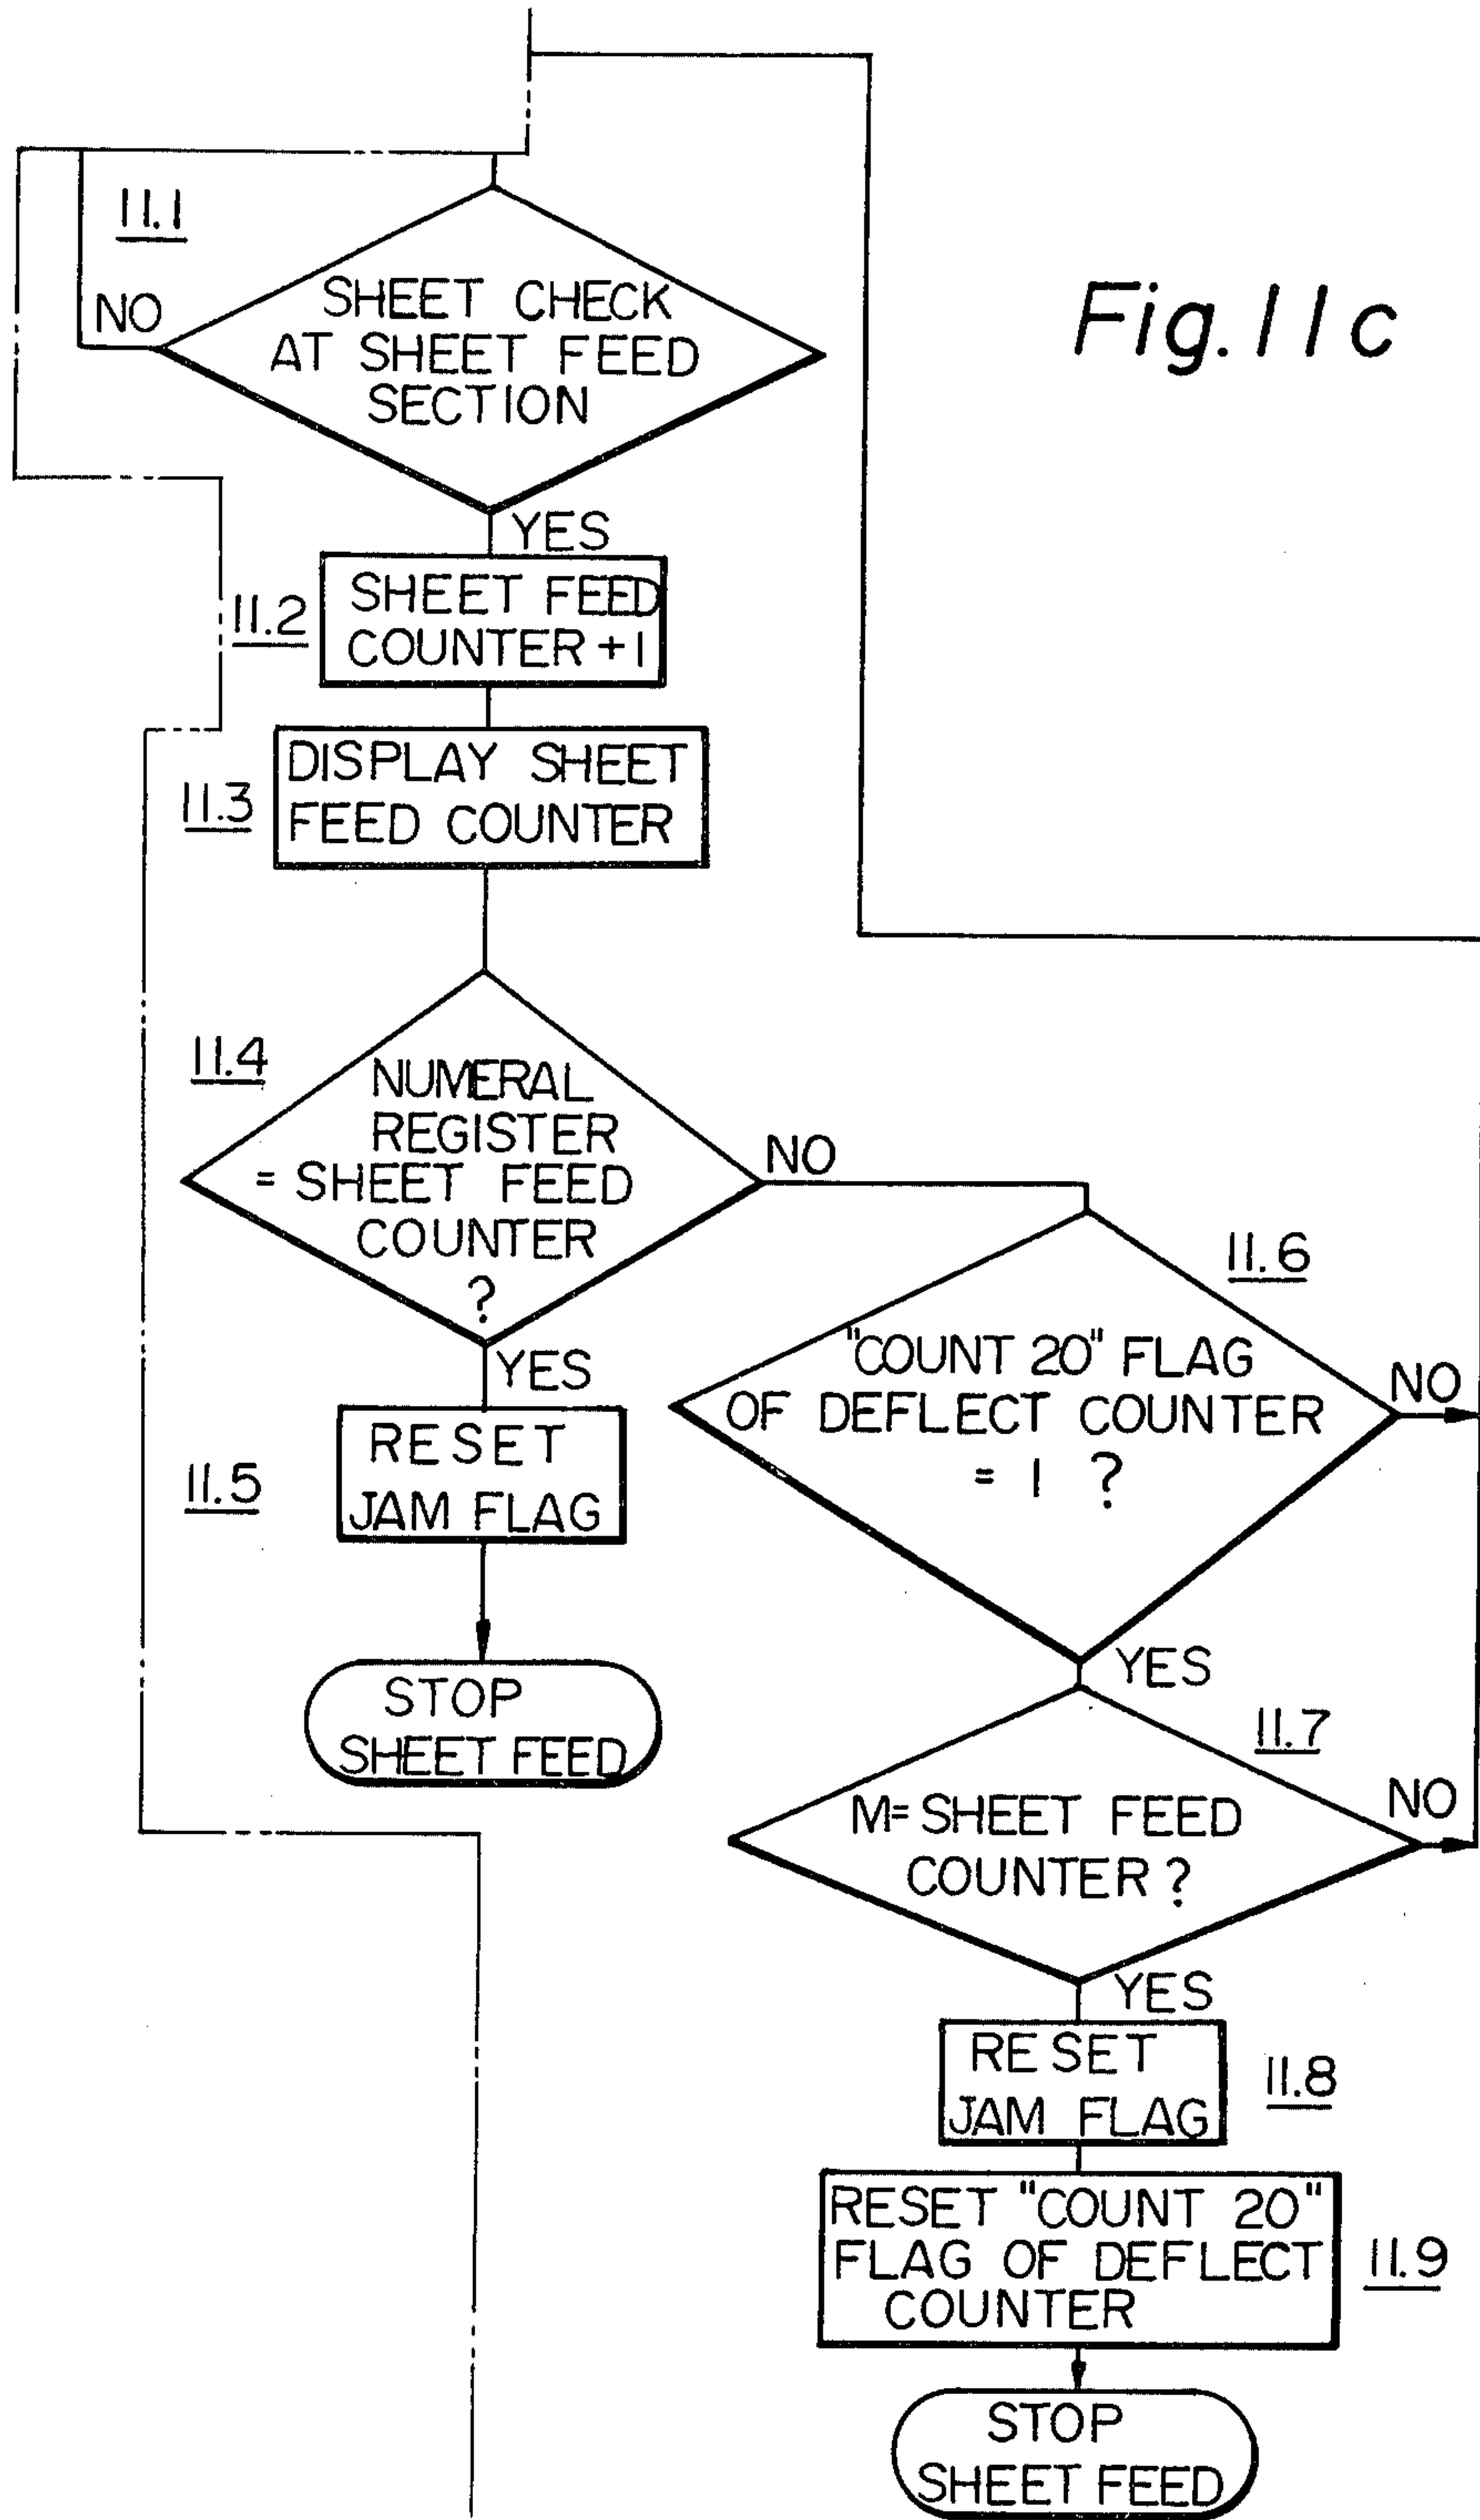 Fig. 11c
11.1
NO
SHEET CHECK
AT SHEET FEED
SECTION
YES
11.2
SHEET FEED
COUNTER +1
11.3
DISPLAY SHEET
FEED COUNTER
11.4
NUMERAL
REGISTER
= SHEET FEED
COUNTER
?
NO
YES
11.5
RESET
JAM FLAG
STOP
SHEET FEED
11.6
"COUNT 20" FLAG
OF DEFLECT COUNTER
= 1 ?
NO
YES
11.7
M=SHEET FEED
COUNTER ?
NO
YES
RESET
JAM FLAG
11.8
RESET "COUNT 20"
FLAG OF DEFLECT
COUNTER
11.9
STOP
SHEET FEED